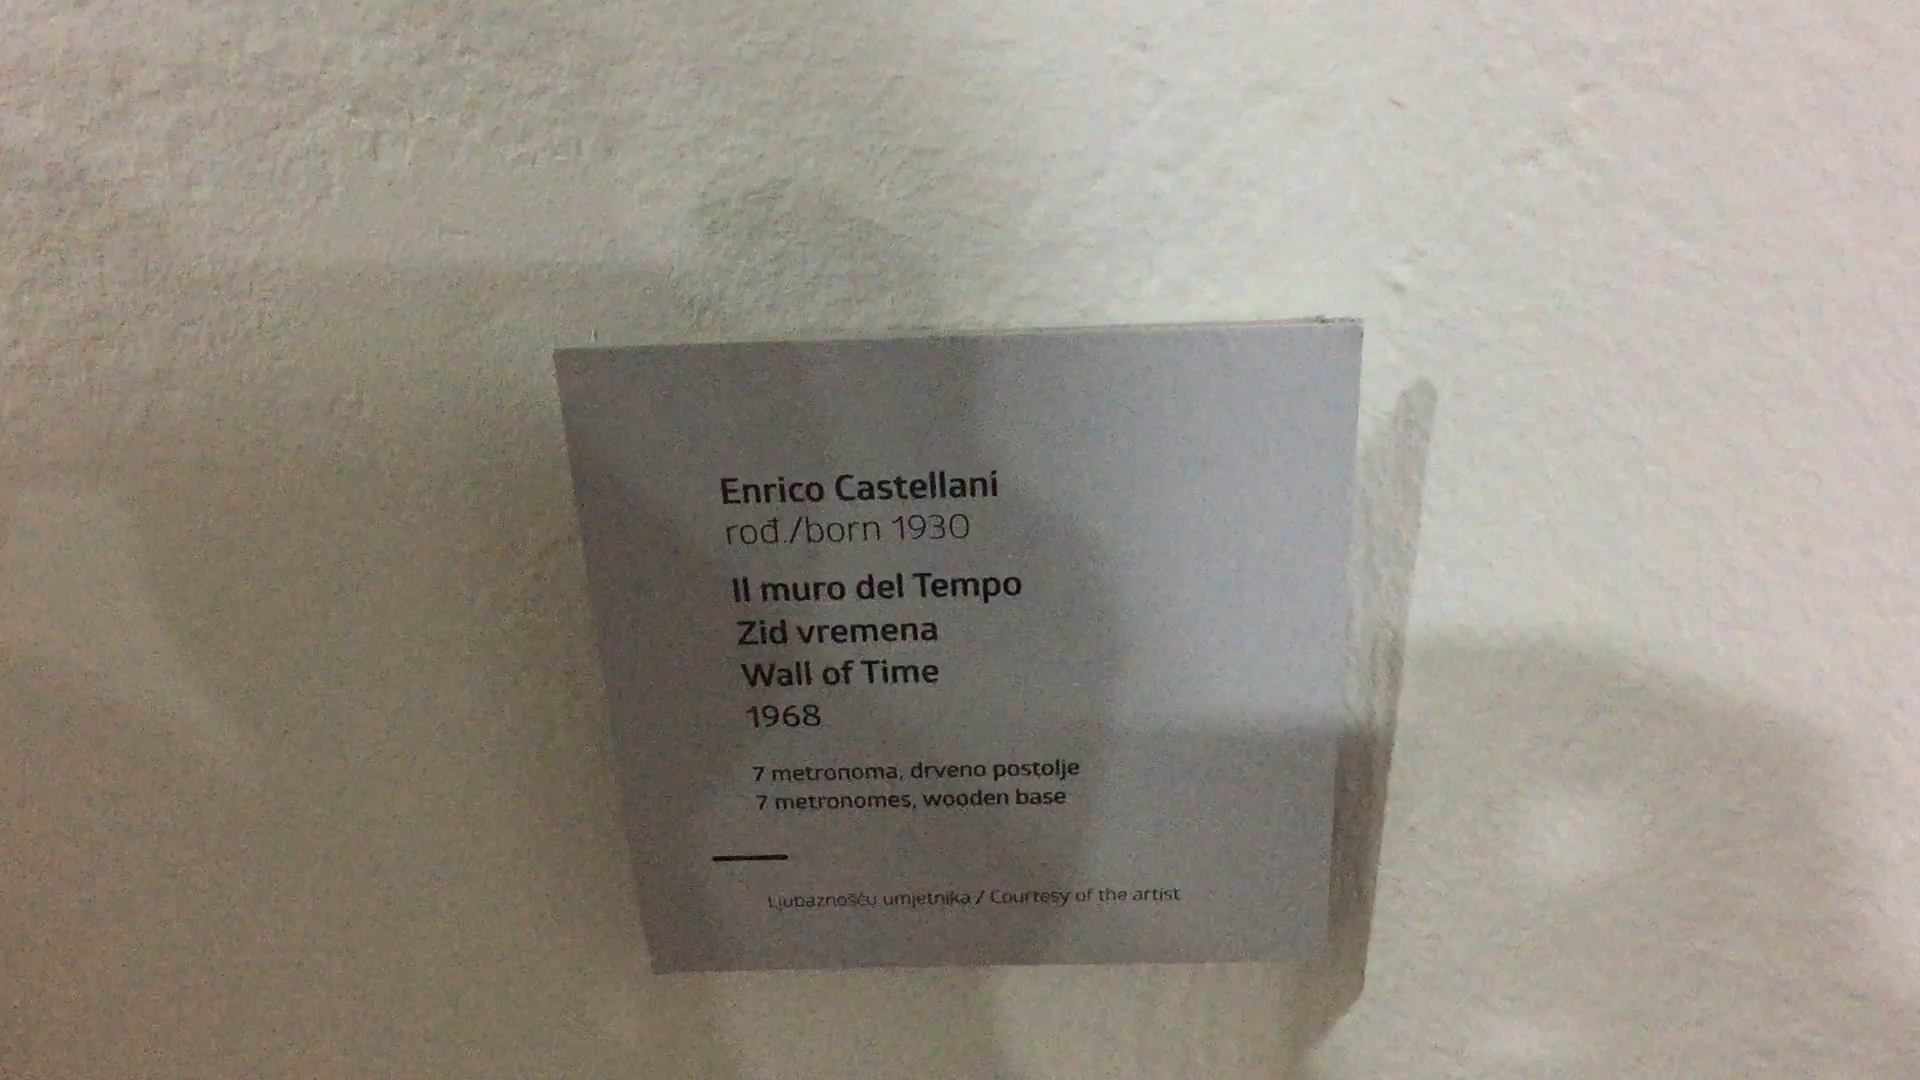 Enrico Castellani
rođ./born 1930
Il muro del Tempo
Zid vremena
Wall of Time
1968
7 metronoma, drveno postolje
7 metronomes, wooden base
Ljubaznošću umjetnika / Courtesy of the artist